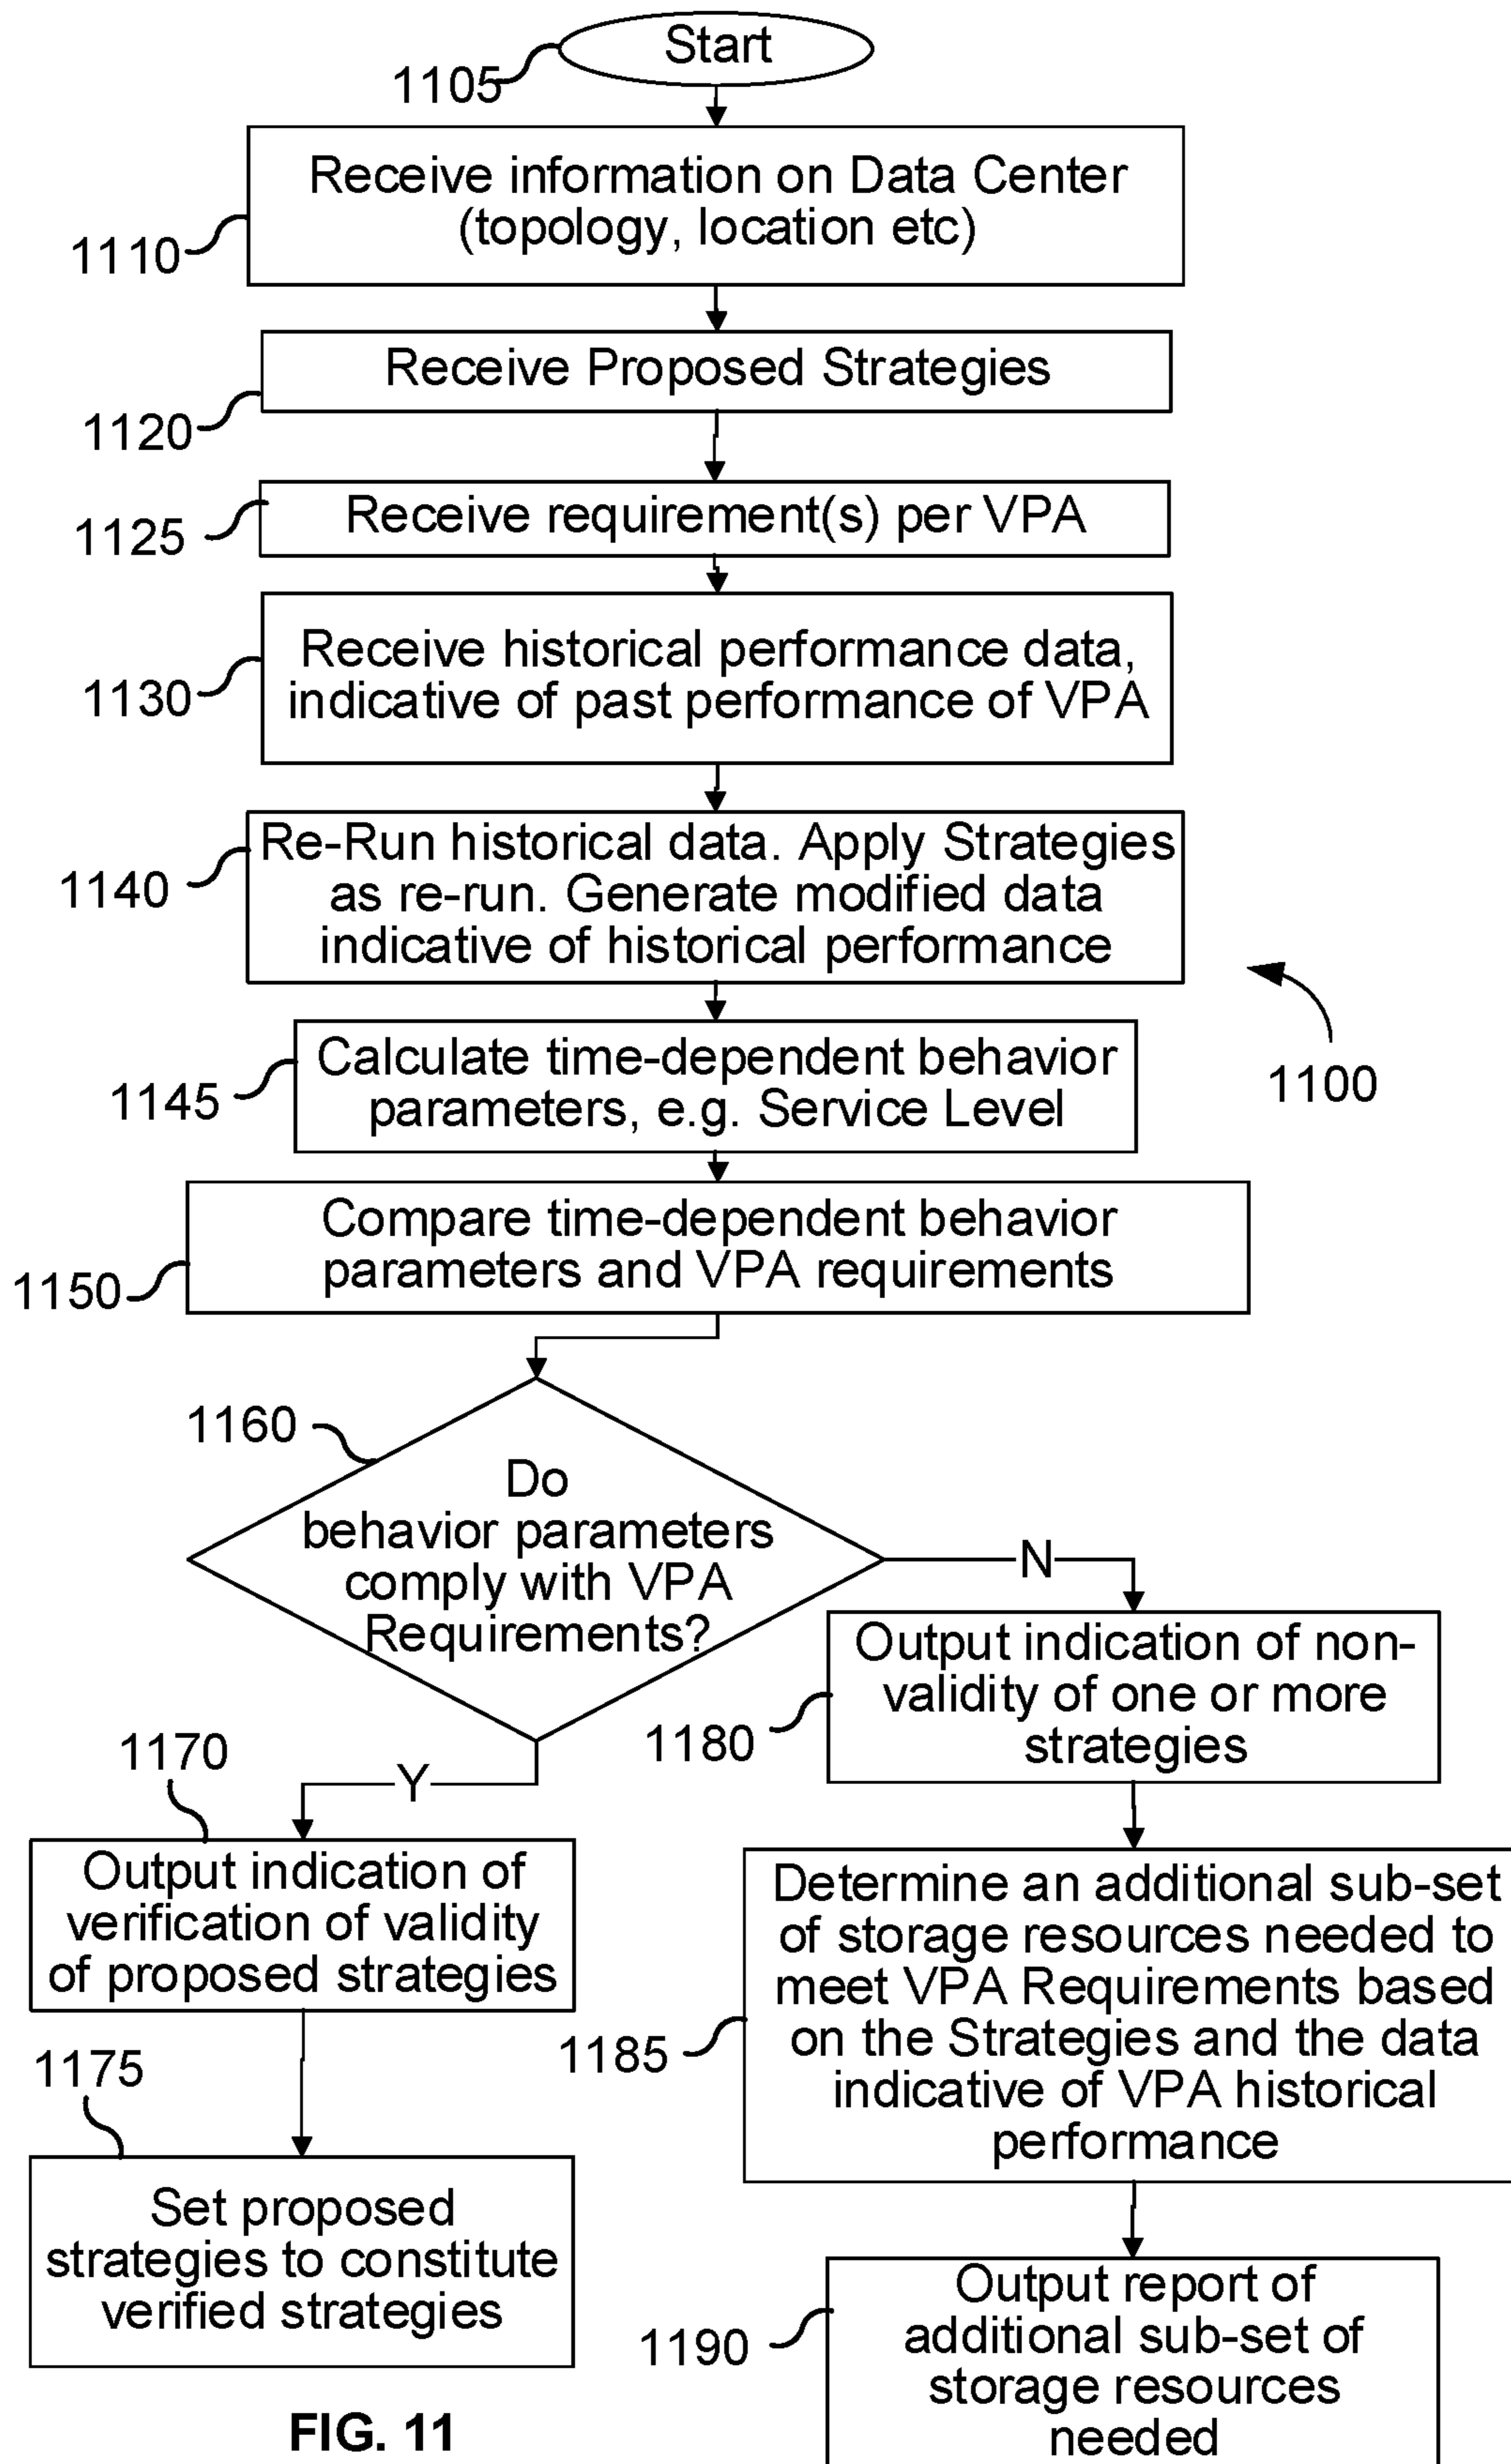 Start
1105
Receive information on Data Center
(topology, location etc)
1110
Receive Proposed Strategies
1120
Receive requirement(s) per VPA
1125
Receive historical performance data,
indicative of past performance of VPA
1130
Re-Run historical data. Apply Strategies
as re-run. Generate modified data
indicative of historical performance
1140
1100
Calculate time-dependent behavior
parameters, e.g. Service Level
1145
Compare time-dependent behavior
parameters and VPA requirements
1150
1160
Do
behavior parameters
comply with VPA
Requirements?
N
Y
Output indication of non-
validity of one or more
strategies
1180
1170
Output indication of
verification of validity
of proposed strategies
Determine an additional sub-set
of storage resources needed to
meet VPA Requirements based
on the Strategies and the data
indicative of VPA historical
performance
1185
1175
Set proposed
strategies to constitute
verified strategies
Output report of
additional sub-set of
storage resources
needed
1190
FIG. 11